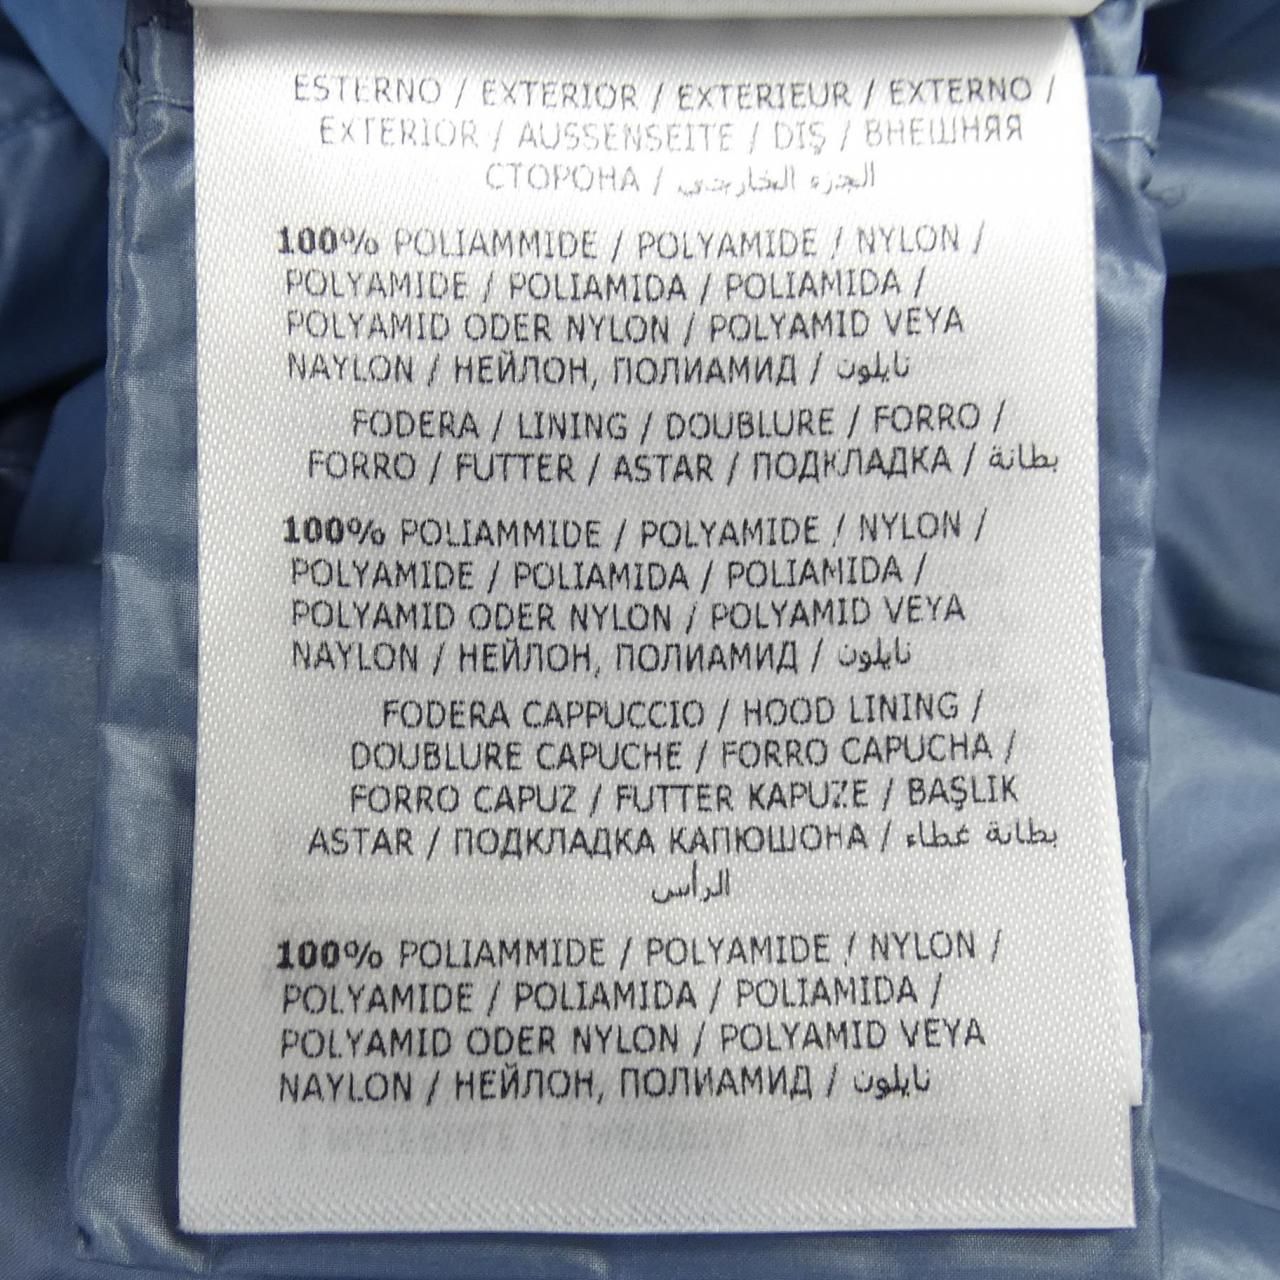 ESTERNO / EXTERIOR / EXTERIEUR / EXTERNO /
EXTERIOR / AUSSENSEITE / DIŞ / ВНЕШНЯЯ
СТОРОНА / الجزء الخارجي
100% POLIAMMIDE / POLYAMIDE / NYLON /
POLYAMIDE / POLIAMIDA / POLIAMIDA /
POLYAMID ODER NYLON / POLYAMID VEYA
NAYLON / НЕЙЛОН, ПОЛИАМИД / نايلون
FODERA / LINING / DOUBLURE / FORRO /
FORRO / FUTTER / ASTAR / ПОДКЛАДКА / بطانة
100% POLIAMMIDE / POLYAMIDE / NYLON /
POLYAMIDE / POLIAMIDA / POLIAMIDA /
POLYAMID ODER NYLON / POLYAMID VEYA
NAYLON / НЕЙЛОН, ПОЛИАМИД / نايلون
FODERA CAPPUCCIO / HOOD LINING /
DOUBLURE CAPUCHE / FORRO CAPUCHA /
FORRO CAPUZ / FUTTER KAPUZE / BAŞLIK
ASTAR / ПОДКЛАДКА КАПЮШОНА / بطانة غطاء
الرأس
100% POLIAMMIDE / POLYAMIDE / NYLON /
POLYAMIDE / POLIAMIDA / POLIAMIDA /
POLYAMID ODER NYLON / POLYAMID VEYA
NAYLON / НЕЙЛОН, ПОЛИАМИД / نايلون